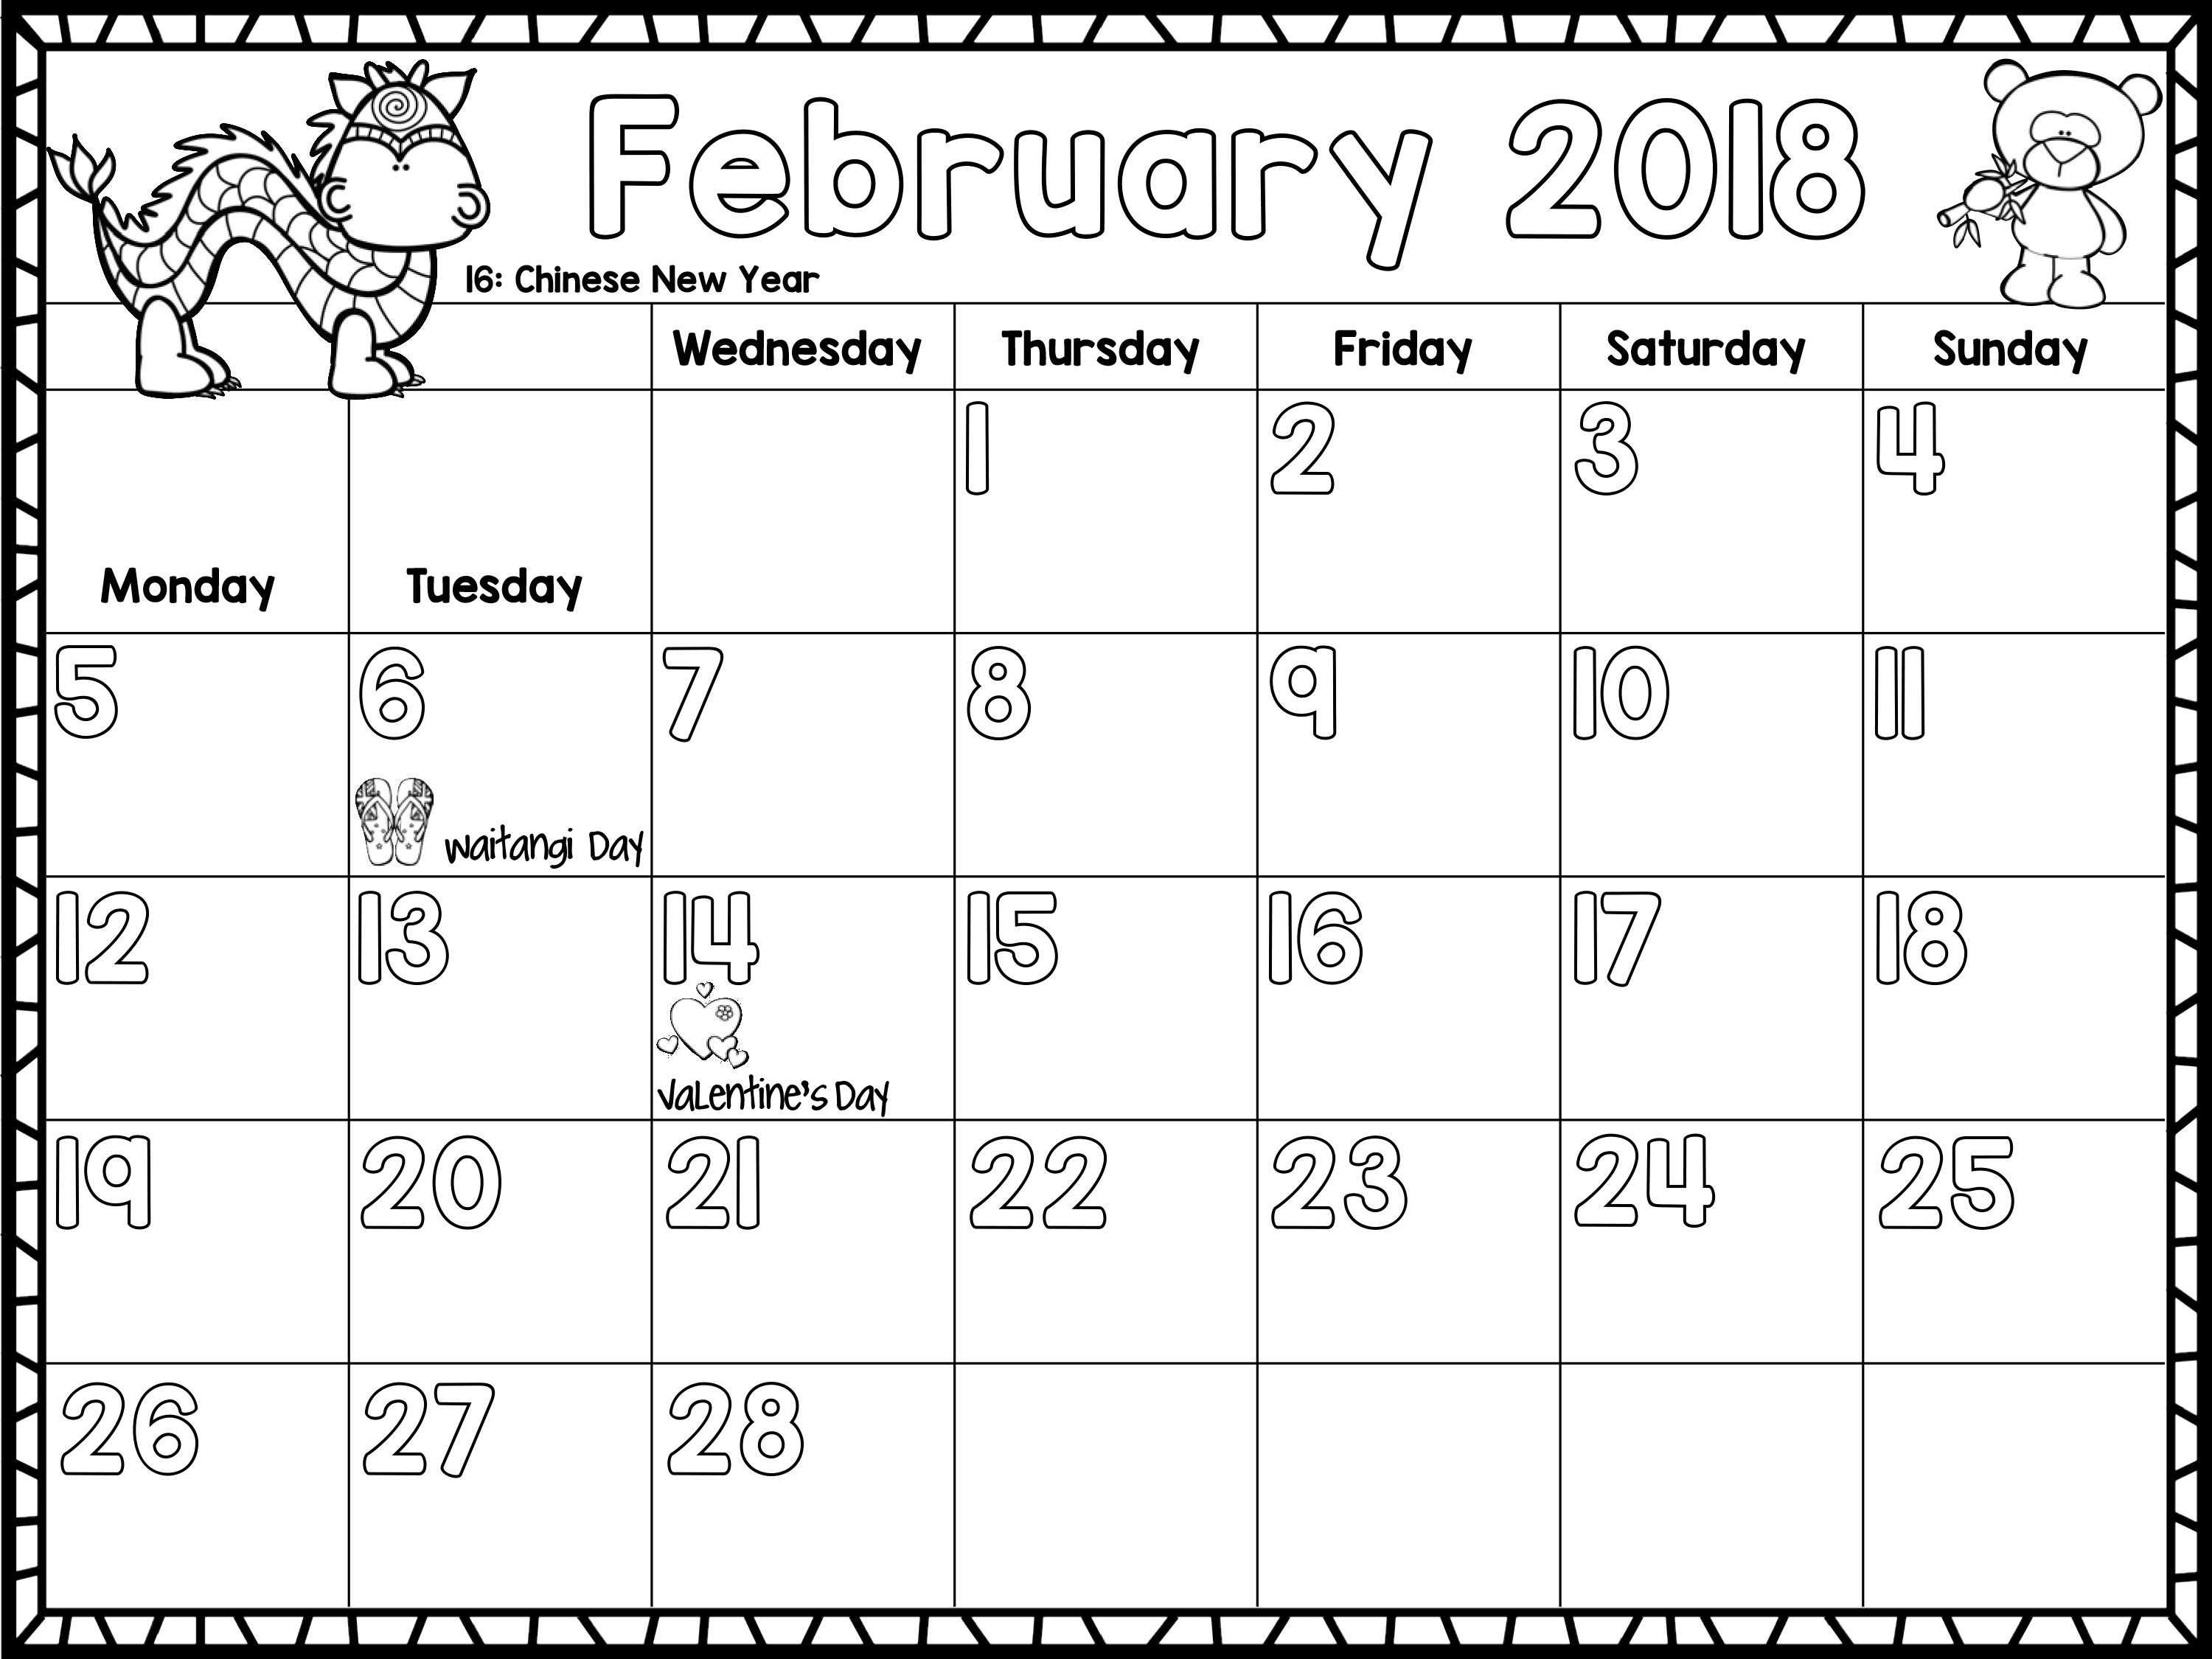 February 2018
16: Chinese New Year
Wednesday Thursday Friday Saturday Sunday
1 2 3 4
Monday Tuesday
5 6 7 8 9 10 11
Waitangi Day
12 13 14 15 16 17 18
Valentine's Day
19 20 21 22 23 24 25
26 27 28